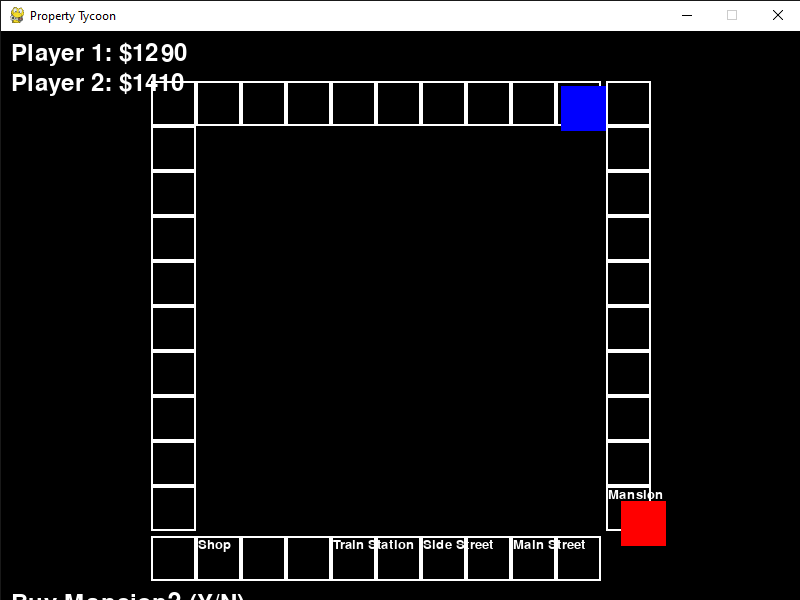 Property Tycoon
Player 1: $1290
Player 2: $1410
Mansion
Shop
Train Station
Side Street
Main Street
Buy Mansion? (Y/N)